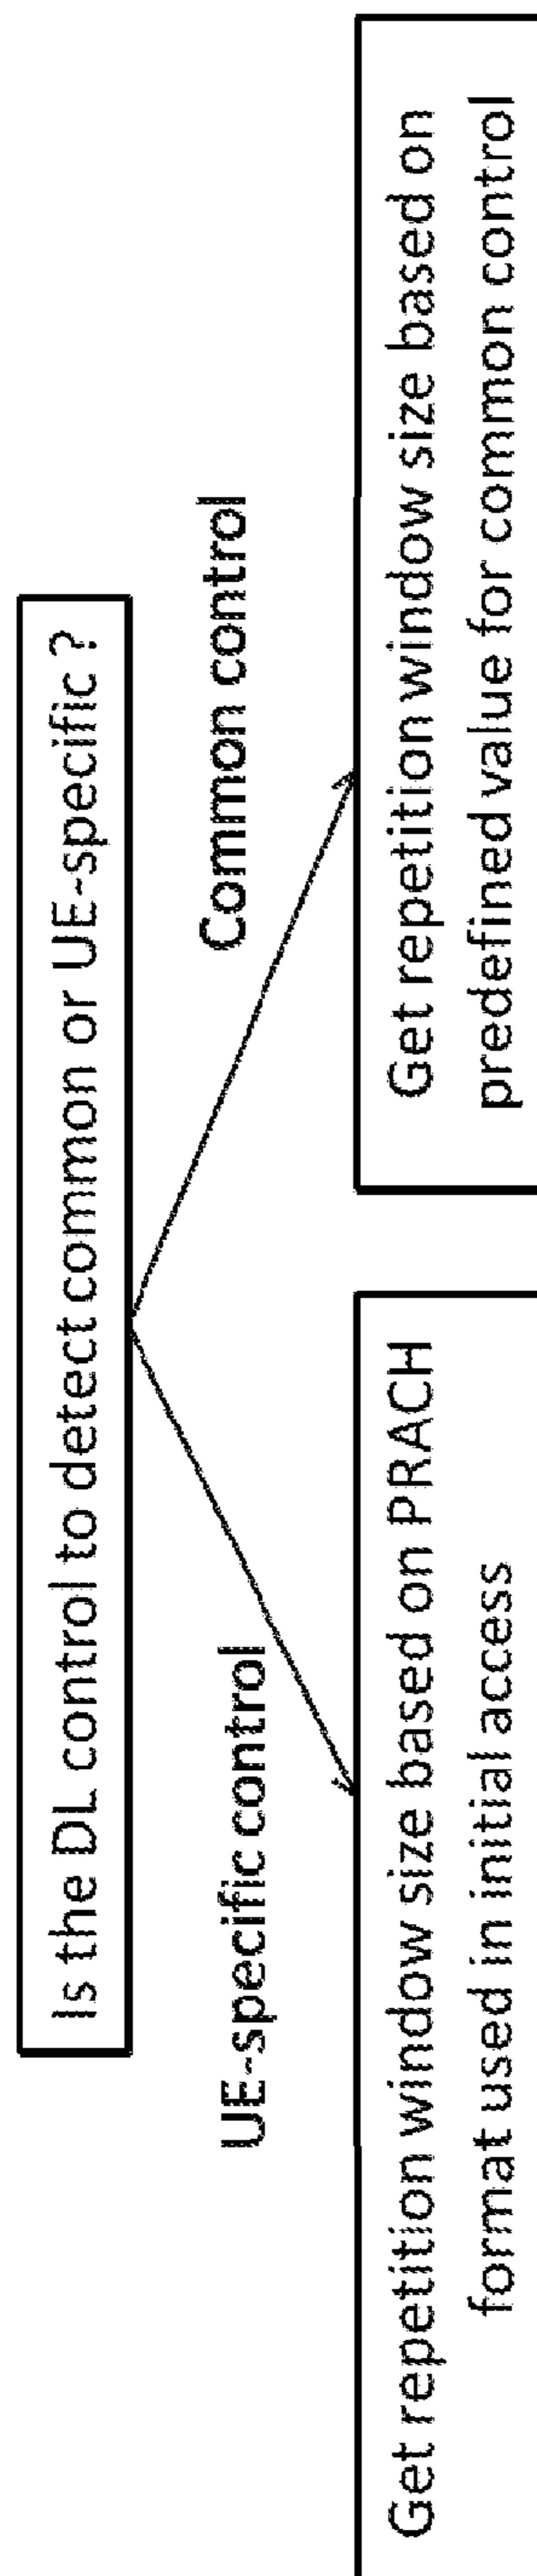 Is the DL control to detect common or UE-specific ?
UE-specific control
Common control
Get repetition window size based on PRACH
format used in initial access
Get repetition window size based on
predefined value for common control